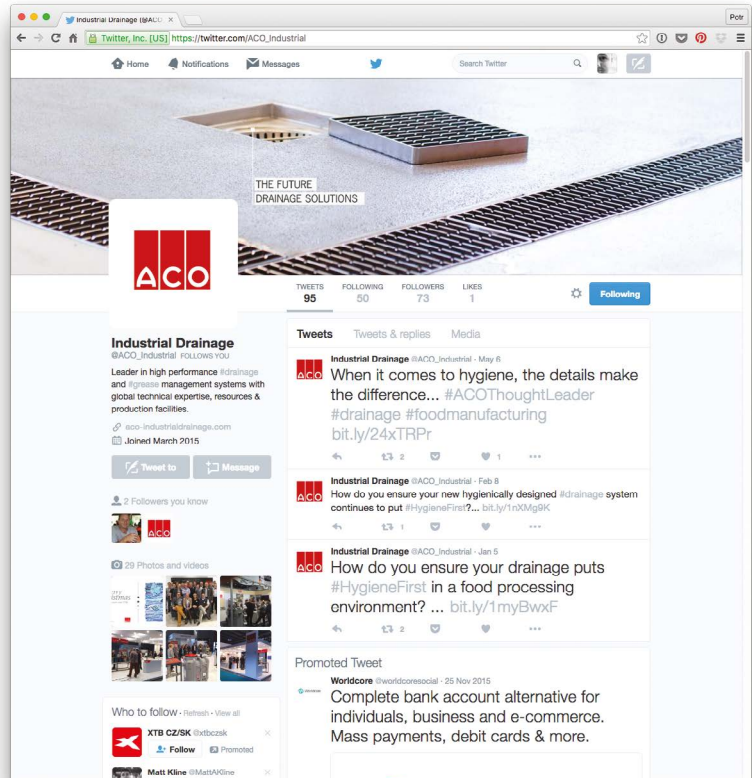 Industrial Drainage (@ACO_
Potr
Twitter, Inc. [US] https://twitter.com/ACO_Industrial
Home
Notifications
Messages
Search Twitter
THE FUTURE
DRAINAGE SOLUTIONS
ACO
TWEETS
95
FOLLOWING
50
FOLLOWERS
73
LIKES
1
Following
Industrial Drainage
@ACO_Industrial FOLLOWS YOU
Leader in high performance #drainage
and #grease management systems with
global technical expertise, resources &
production facilities.
aco-industrialdrainage.com
Joined March 2015
Tweet to
Message
2 Followers you know
ACO
29 Photos and videos
Who to follow · Refresh · View all
XTB CZ/SK @xtbczsk
Follow
Promoted
Matt Kline @MattAKline
Tweets
Tweets & replies
Media
ACO
Industrial Drainage @ACO_Industrial · May 6
When it comes to hygiene, the details make
the difference... #ACOThoughtLeader
#drainage #foodmanufacturing
bit.ly/24xTRPr
2
1
ACO
Industrial Drainage @ACO_Industrial · Feb 8
How do you ensure your new hygienically designed #drainage system
continues to put #HygieneFirst?... bit.ly/1nXMg9K
1
ACO
Industrial Drainage @ACO_Industrial · Jan 5
How do you ensure your drainage puts
#HygieneFirst in a food processing
environment? ... bit.ly/1myBwxF
2
Promoted Tweet
Worldcore @worldcoresocial · 25 Nov 2015
Complete bank account alternative for
individuals, business and e-commerce.
Mass payments, debit cards & more.